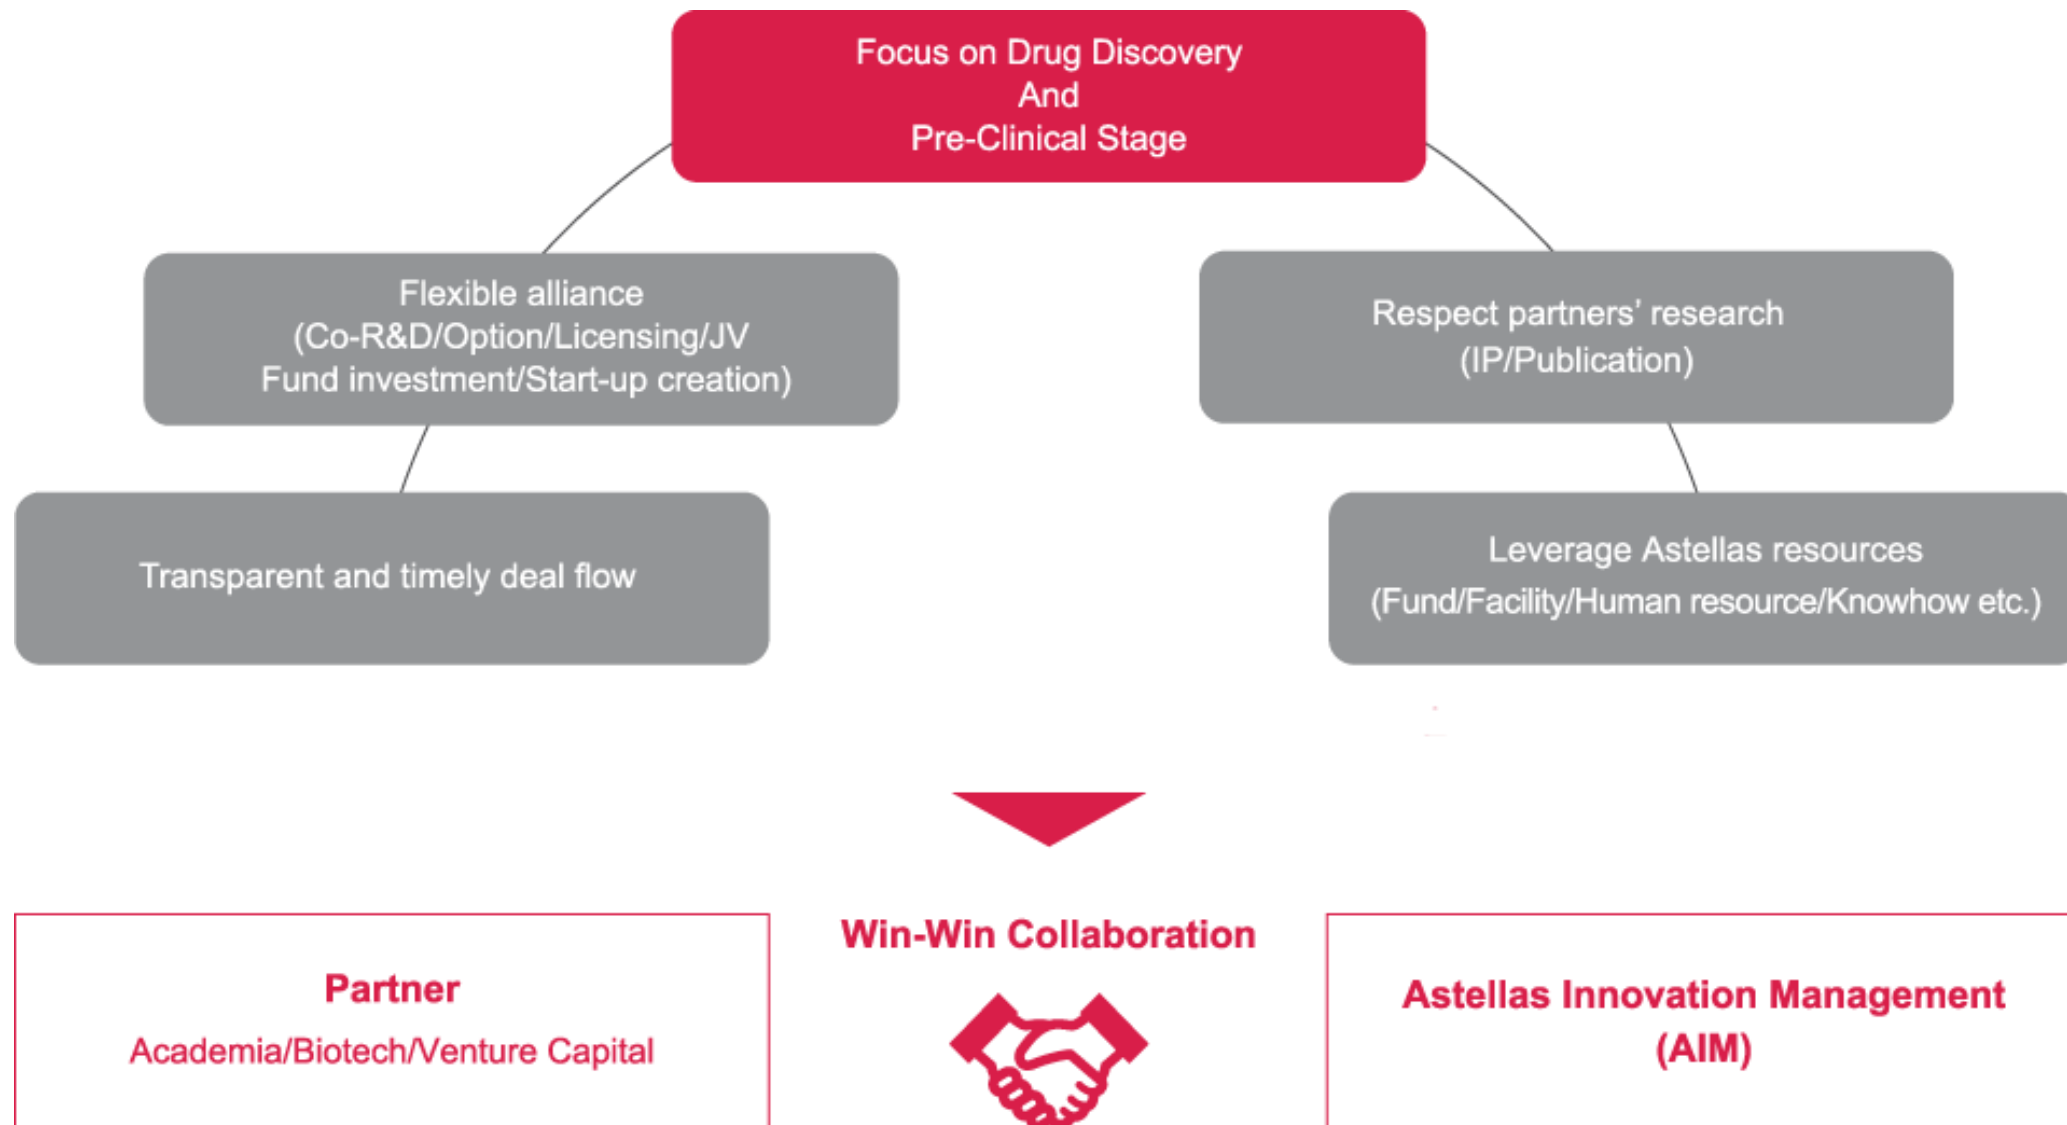 Focus on Drug Discovery
And
Pre-Clinical Stage
Flexible alliance
(Co-R&D/Option/Licensing/JV
Fund investment/Start-up creation)
Respect partners’ research
(IP/Publication)
Transparent and timely deal flow
Leverage Astellas resources
(Fund/Facility/Human resource/Knowhow etc.)
Win-Win Collaboration
Partner
Academia/Biotech/Venture Capital
Astellas Innovation Management
(AIM)